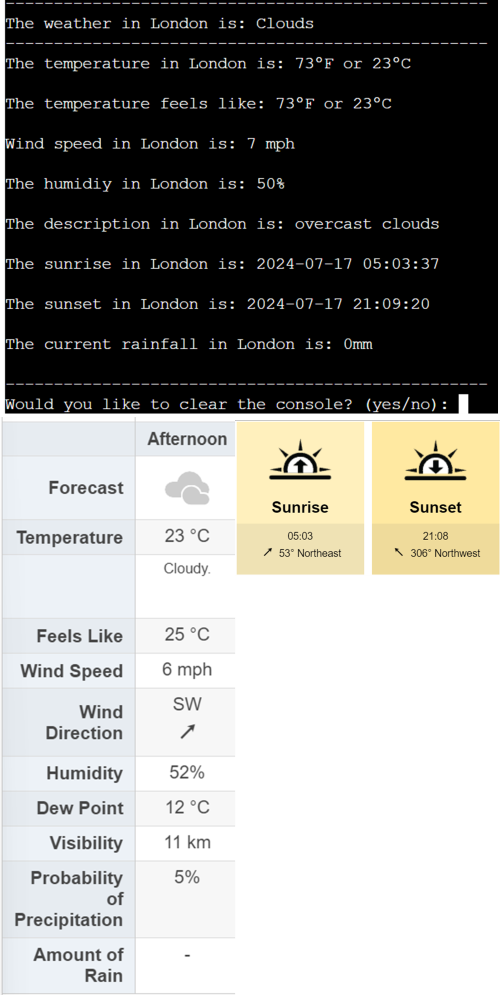 ------------------------------------------------
The weather in London is: Clouds
------------------------------------------------
The temperature in London is: 73°F or 23°C
The temperature feels like: 73°F or 23°C
Wind speed in London is: 7 mph
The humidiy in London is: 50%
The description in London is: overcast clouds
The sunrise in London is: 2024-07-17 05:03:37
The sunset in London is: 2024-07-17 21:09:20
The current rainfall in London is: 0mm
------------------------------------------------
Would you like to clear the console? (yes/no):
Afternoon
Forecast
Temperature 23 °C
Cloudy.
Feels Like 25 °C
Wind Speed 6 mph
Wind SW
Direction
Humidity 52%
Dew Point 12 °C
Visibility 11 km
Probability 5%
of
Precipitation
Amount of -
Rain
Sunrise
05:03
53° Northeast
Sunset
21:08
306° Northwest